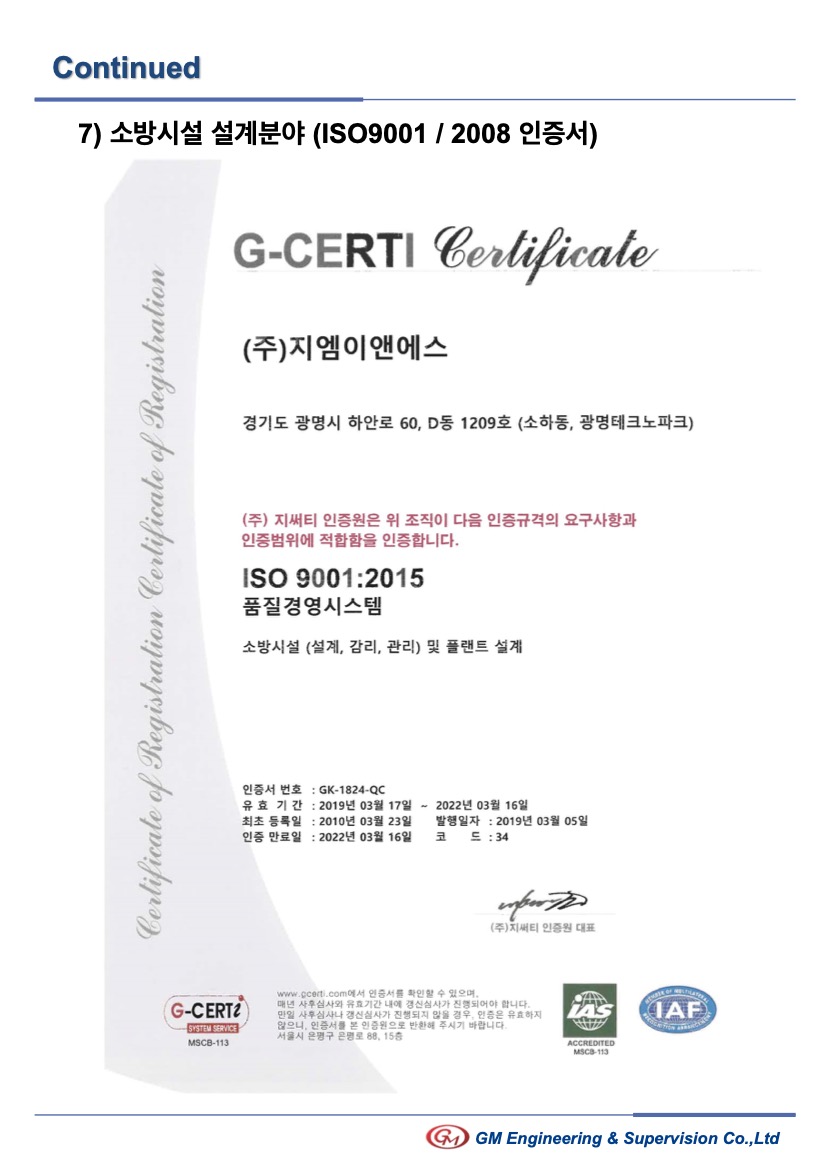 Continued
7) 소방시설 설계분야 (ISO9001 / 2008 인증서)
G-CERTI Certificate
Certificate of Registration Certificate of Registration
(주)지엠이앤에스
경기도 광명시 하안로 60, D동 1209호 (소하동, 광명테크노파크)
(주) 지써티 인증원은 위 조직이 다음 인증규격의 요구사항과
인증범위에 적합함을 인증합니다.
ISO 9001:2015
품질경영시스템
소방시설 (설계, 감리, 관리) 및 플랜트 설계
인증서 번호 : GK-1824-QC
유 효 기 간 : 2019년 03월 17일 ~ 2022년 03월 16일
최초 등록일 : 2010년 03월 23일 발행일자 : 2019년 03월 05일
인증 만료일 : 2022년 03월 16일 코 드 : 34
(주)지써티 인증원 대표
G-CERTi
SYSTEM SERVICE
MSCB-113
www.gcerti.com에서 인증서를 확인할 수 있으며,
매년 사후심사와 유효기간 내에 갱신심사가 진행되어야 합니다.
만일 사후심사나 갱신심사가 진행되지 않을 경우, 인증은 유효하지
않으니, 인증서를 본 인증원으로 반환해 주시기 바랍니다.
서울시 은평구 은평로 88, 15층
IAS
ACCREDITED
MSCB-113
MEMBER OF MULTILATERAL
IAF
RECOGNITION ARRANGEMENT
GM
GM Engineering & Supervision Co.,Ltd